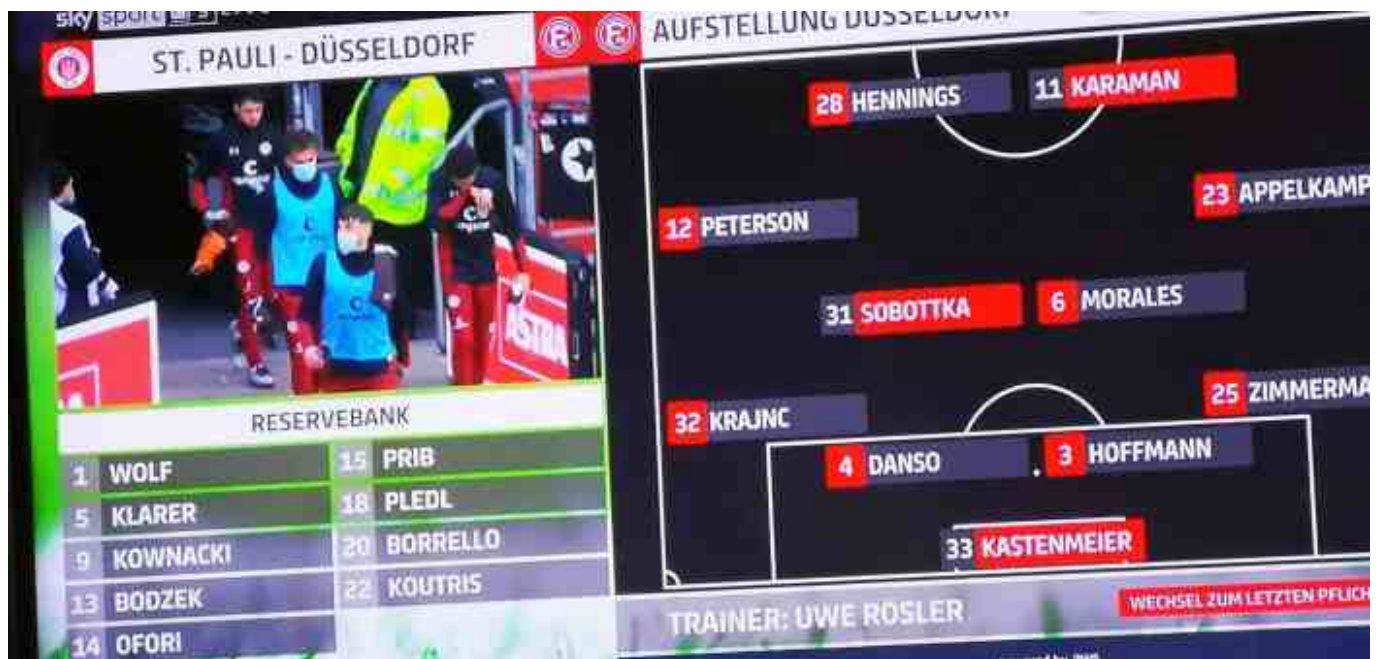 sky sport
ST. PAULI - DÜSSELDORF
AUFSTELLUNG DÜSSELDORF
28 HENNINGS
11 KARAMAN
12 PETERSON
23 APPELKAMP
31 SOBOTTKA
6 MORALES
32 KRAJNC
25 ZIMMERMA
4 DANSO
3 HOFFMANN
33 KASTENMEIER
ASTRA
RESERVEBANK
1 WOLF
15 PRIB
5 KLARER
18 PLEDL
9 KOWNACKI
20 BORRELLO
13 BODZEK
22 KOUTRIS
14 OFORI
TRAINER: UWE RÖSLER
WECHSEL ZUM LETZTEN PFLICH